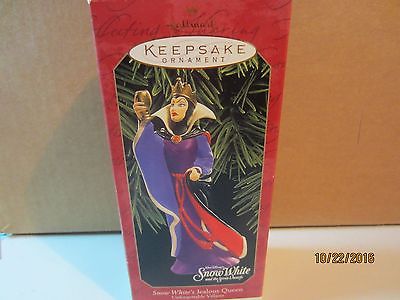 Hallmark
KEEPSAKE
ORNAMENT
Snow White
Snow White's Jealous Queen
Unforgettable Villains
10/22/2016